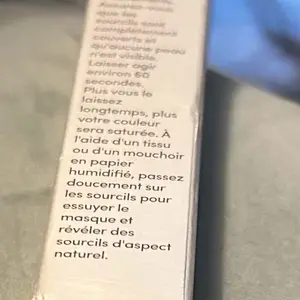 que les
sourcils sont
complètement
couverts et
qu'aucune peau
n'est visible.
Laisser agir
environ 60
secondes.
Plus vous le
laissez
longtemps, plus
votre couleur
sera saturée. À
l'aide d'un tissu
ou d'un mouchoir
en papier
humidifié, passez
doucement sur
les sourcils pour
essuyer le
masque et
révéler des
sourcils d'aspect
naturel.